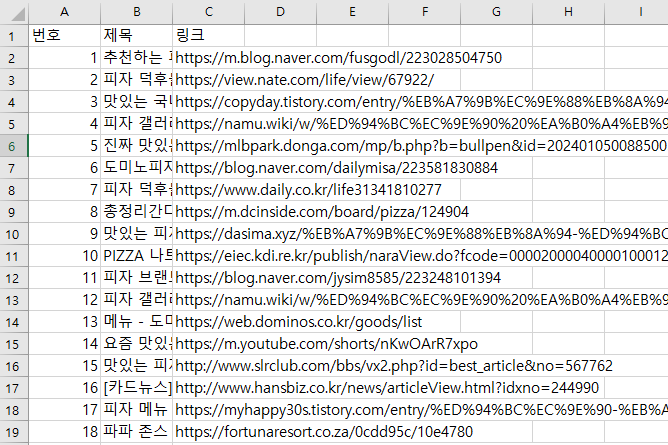 A B C D E F G H I
1 번호 제목 링크
2 1 추천하는 https://m.blog.naver.com/fusgodl/223028504750
3 2 피자 덕후들 https://view.nate.com/life/view/67922/
4 3 맛있는 https://copyday.tistory.com/entry/%EB%A7%9B%EC%9E%88%EB%8A%94
5 4 피자 갤러리 https://namu.wiki/w/%ED%94%BC%EC%9E%90%20%EA%B0%A4%EB%9
6 5 진짜 맛있는 https://mlbpark.donga.com/mp/b.php?b=bullpen&id=202401050088500
7 6 도미노피자 https://blog.naver.com/dailymisa/223581830884
8 7 피자 덕후들 https://www.daily.co.kr/life31341810277
9 8 총정리간다 https://m.dcinside.com/board/pizza/124904
10 9 맛있는 피자 https://dasima.xyz/%EB%A7%9B%EC%9E%88%EB%8A%94-%ED%94%BC
11 10 PIZZA 나트 https://eiec.kdi.re.kr/publish/naraView.do?fcode=00002000040000100012
12 11 피자 브랜드 https://blog.naver.com/jysim8585/223248101394
13 12 피자 갤러리 https://namu.wiki/w/%ED%94%BC%EC%9E%90%20%EA%B0%A4%EB%9
14 13 메뉴 - 도미 https://web.dominos.co.kr/goods/list
15 14 요즘 맛있는 https://m.youtube.com/shorts/nKwOArR7xpo
16 15 맛있는 피자 http://www.slrclub.com/bbs/vx2.php?id=best_article&no=567762
17 16 [카드뉴스] http://www.hansbiz.co.kr/news/articleView.html?idxno=244990
18 17 피자 메뉴 https://myhappy30s.tistory.com/entry/%ED%94%BC%EC%9E%90-%EB%A
19 18 파파 존스 https://fortunaresort.co.za/0cdd95c/10e4780